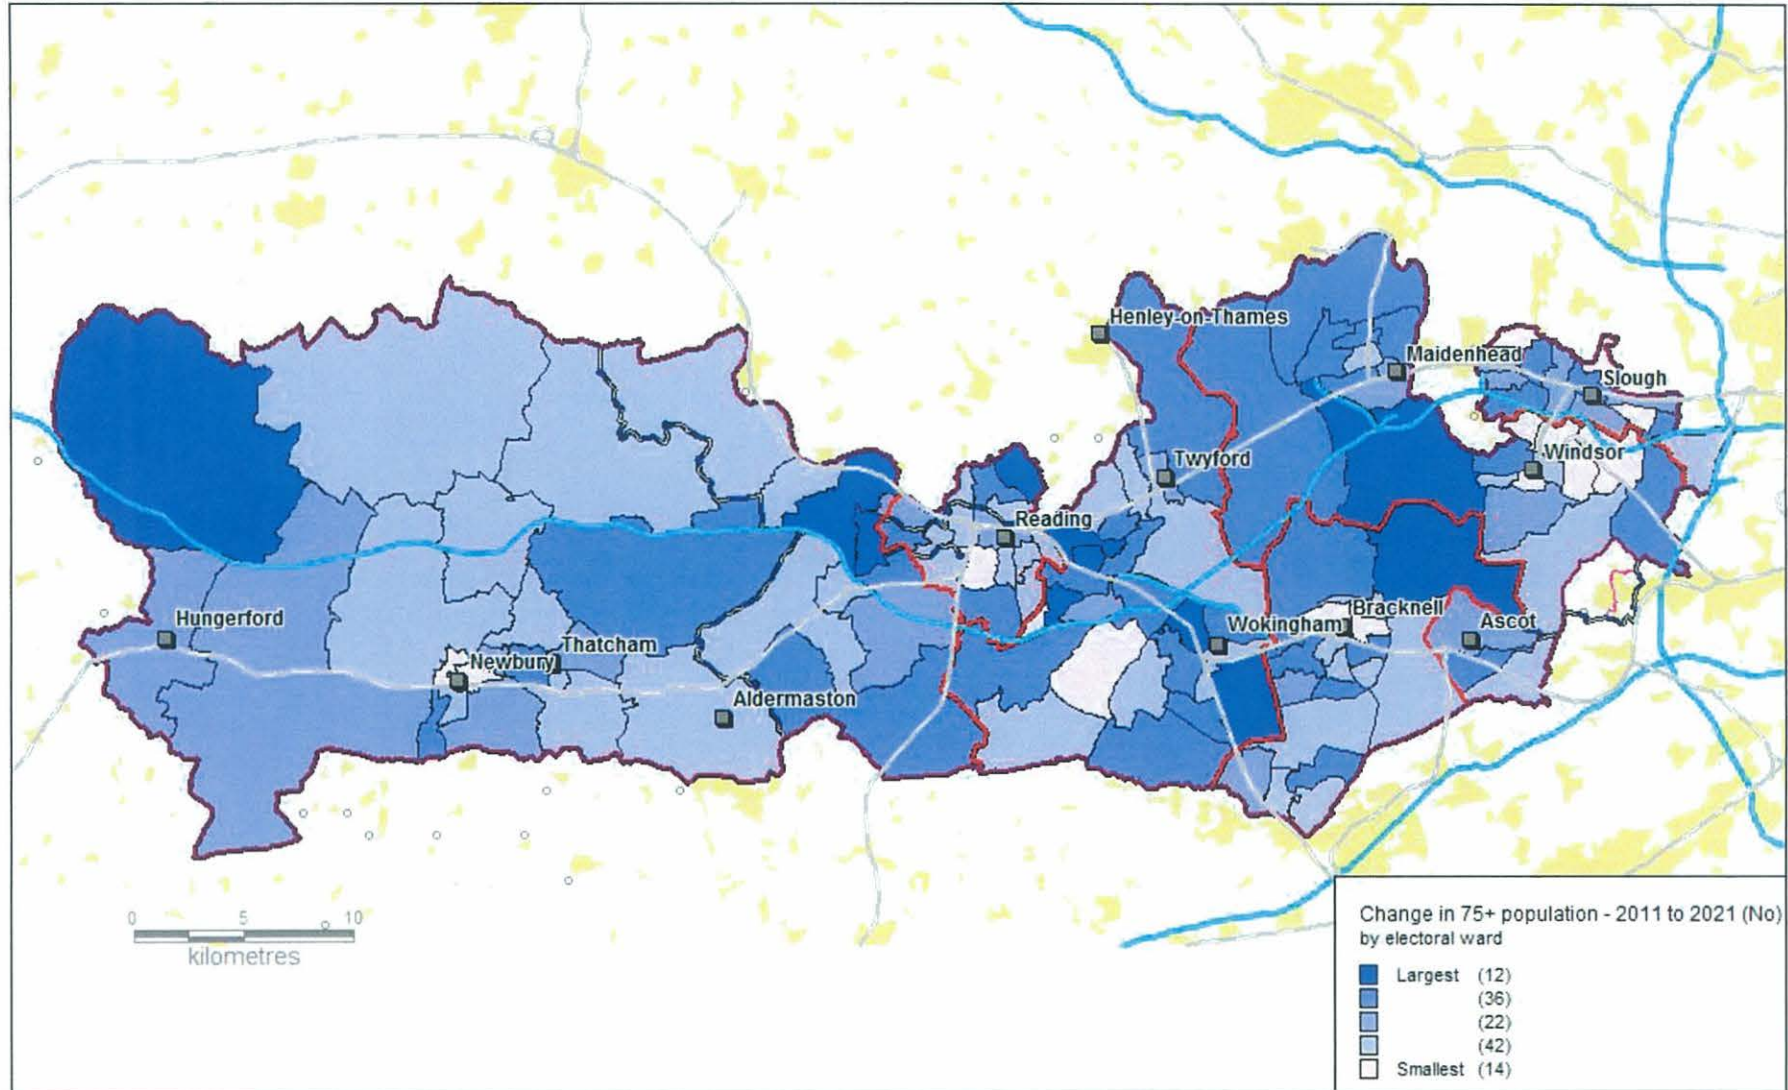 Henley-on-Thames
Maidenhead
Slough
Windsor
Twyford
Reading
Hungerford
Thatcham
Newbury
Aldermaston
Wokingham
Bracknell
Ascot
0 5 10
kilometres
Change in 75+ population - 2011 to 2021 (No)
by electoral ward
Largest (12)
(36)
(22)
(42)
Smallest (14)